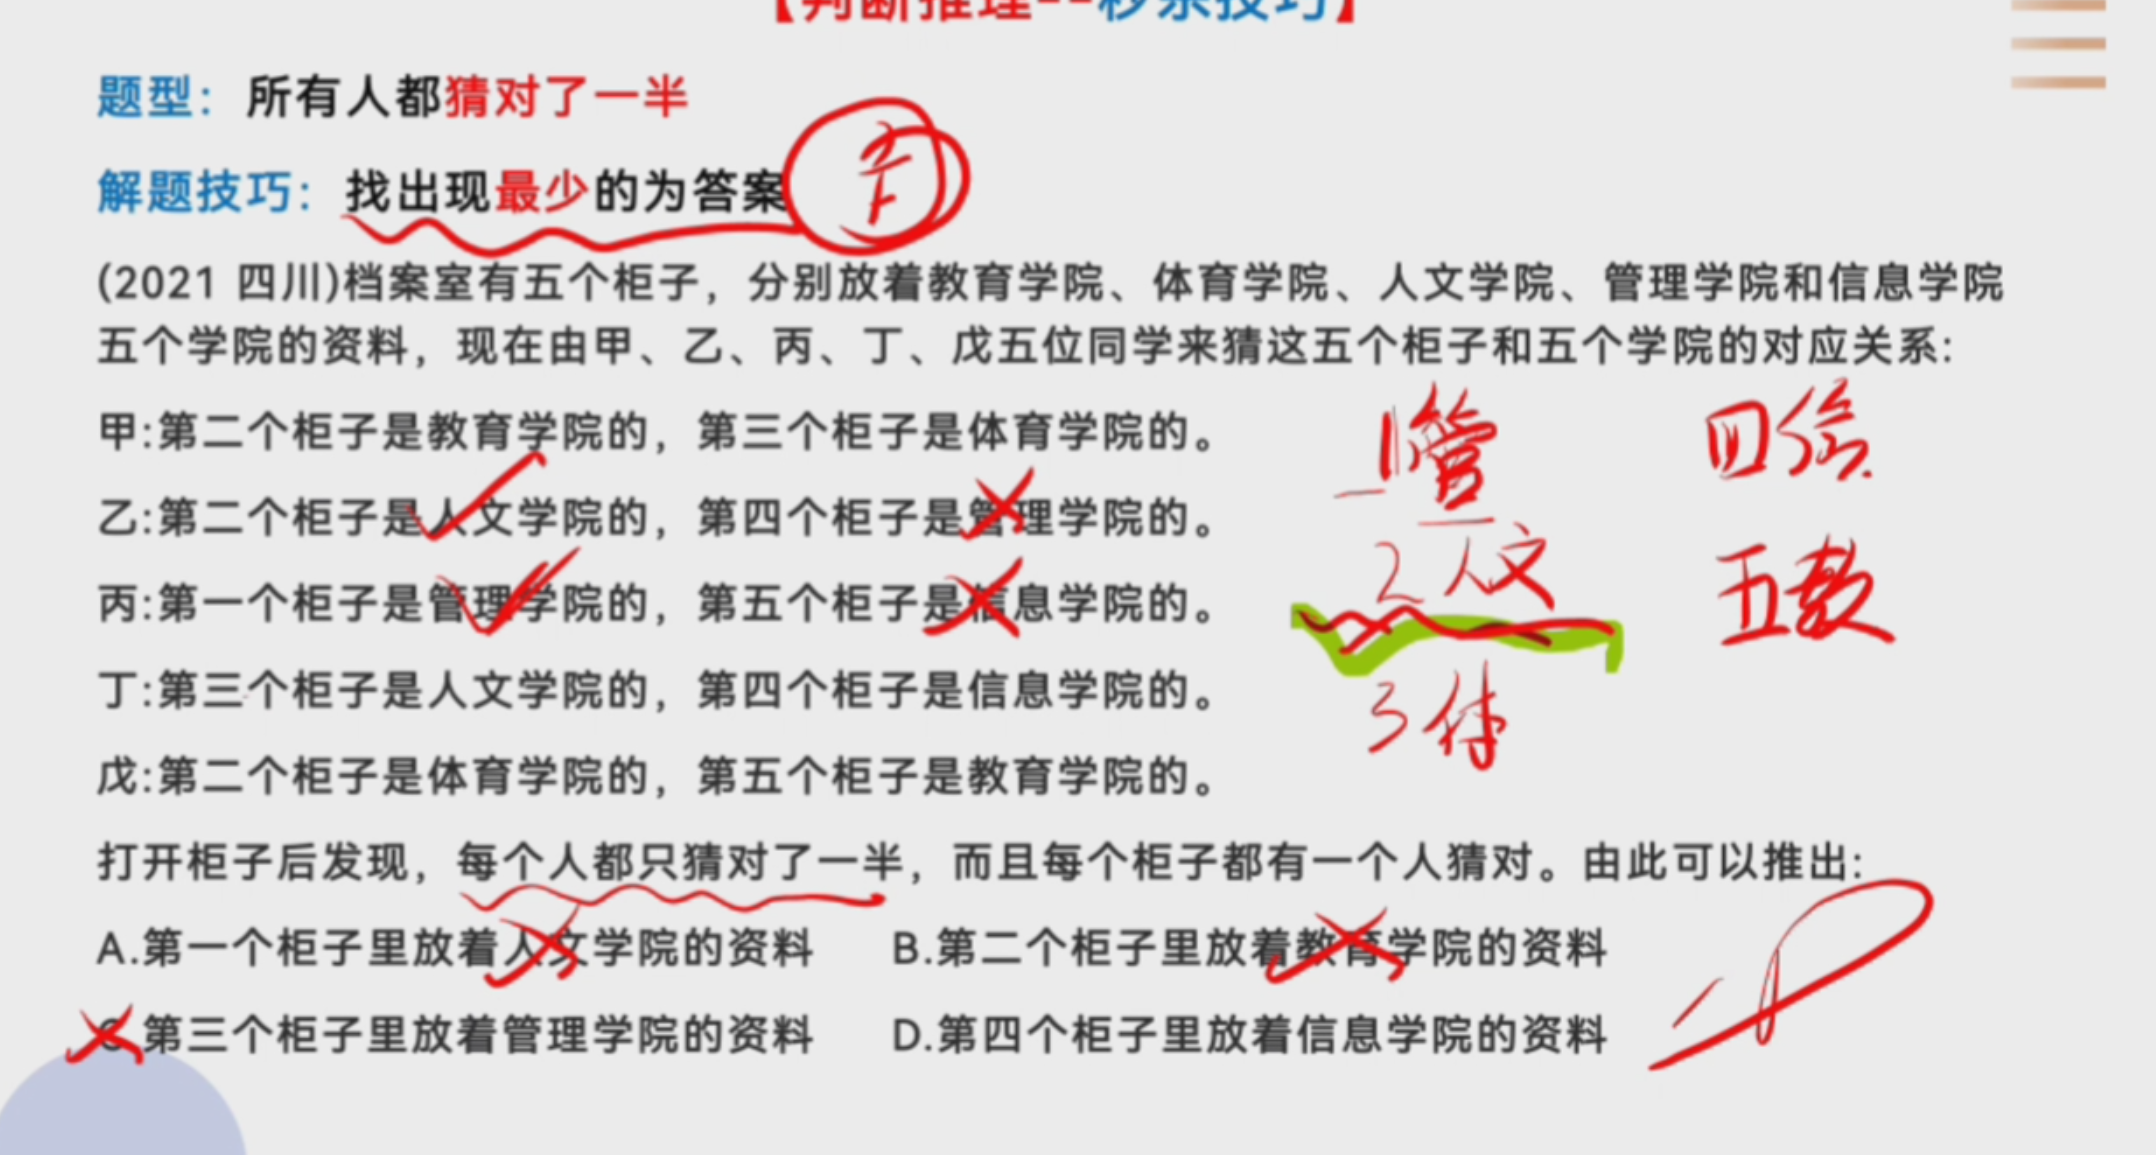 【判断推理--秒杀技巧】
题型：所有人都猜对了一半
解题技巧：找出现最少的为答案
(2021 四川)档案室有五个柜子，分别放着教育学院、体育学院、人文学院、管理学院和信息学院
五个学院的资料，现在由甲、乙、丙、丁、戊五位同学来猜这五个柜子和五个学院的对应关系:
甲:第二个柜子是教育学院的，第三个柜子是体育学院的。
乙:第二个柜子是人文学院的，第四个柜子是管理学院的。
丙:第一个柜子是管理学院的，第五个柜子是信息学院的。
丁:第三个柜子是人文学院的，第四个柜子是信息学院的。
戊:第二个柜子是体育学院的，第五个柜子是教育学院的。
1管
四信
2人文
五教
3体
打开柜子后发现，每个人都只猜对了一半，而且每个柜子都有一个人猜对。由此可以推出:
A.第一个柜子里放着人文学院的资料 B.第二个柜子里放着教育学院的资料
C.第三个柜子里放着管理学院的资料 D.第四个柜子里放着信息学院的资料